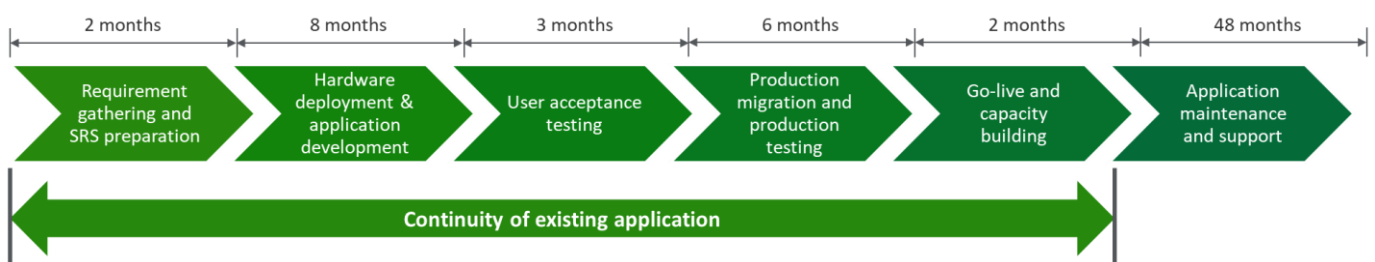 2 months
8 months
3 months
6 months
2 months
48 months
Requirement
gathering and
SRS preparation
Hardware
deployment &
application
development
User acceptance
testing
Production
migration and
production
testing
Go-live and
capacity
building
Application
maintenance
and support
Continuity of existing application